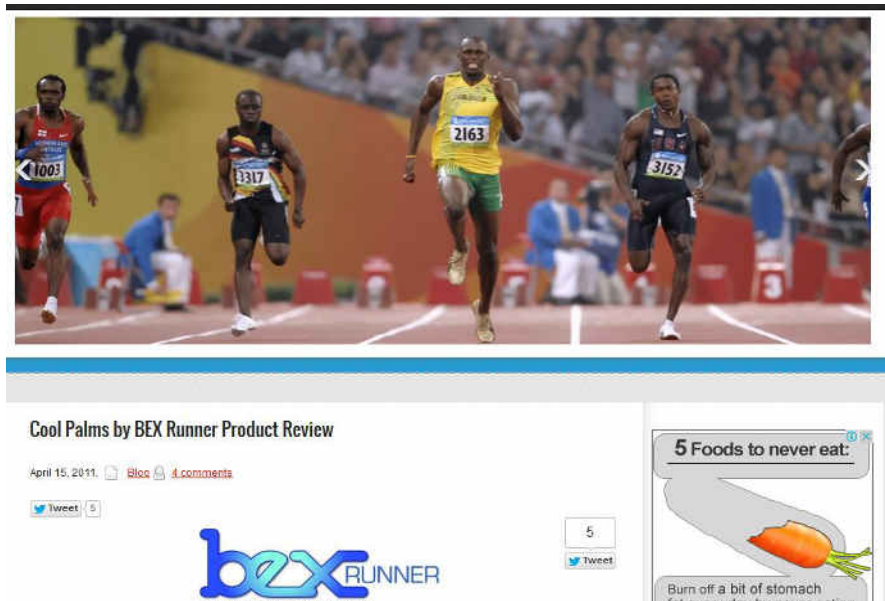 1003
3317
2163
3152
3
Cool Palms by BEX Runner Product Review
April 15, 2011, Blog 4 comments
Tweet 5
5
Tweet
bex RUNNER
5 Foods to never eat:
Burn off a bit of stomach